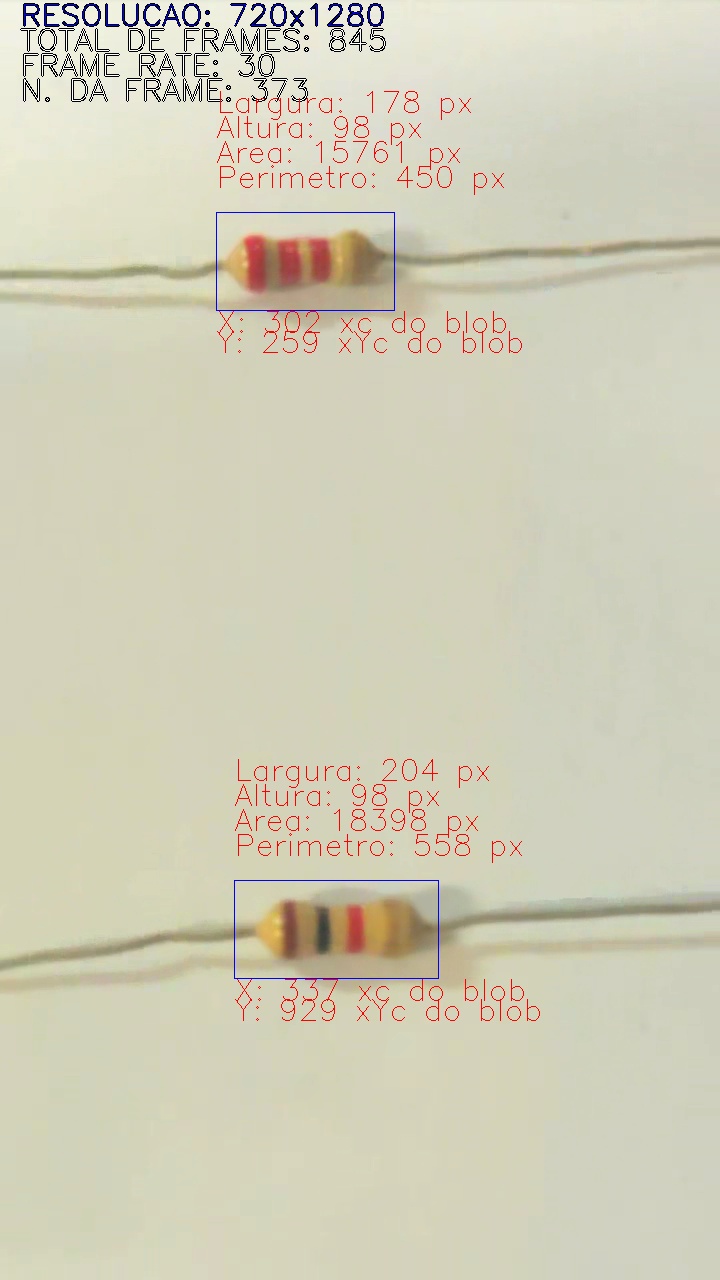 RESOLUCAO: 720x1280
TOTAL DE FRAMES: 845
FRAME RATE: 30
N. DA FRAME: 373
Largura: 178 px
Altura: 98 px
Area: 15761 px
Perimetro: 450 px
X: 302 xc do blob
Y: 259 xYc do blob
Largura: 204 px
Altura: 98 px
Area: 18398 px
Perimetro: 558 px
X: 337 xc do blob
Y: 929 xYc do blob